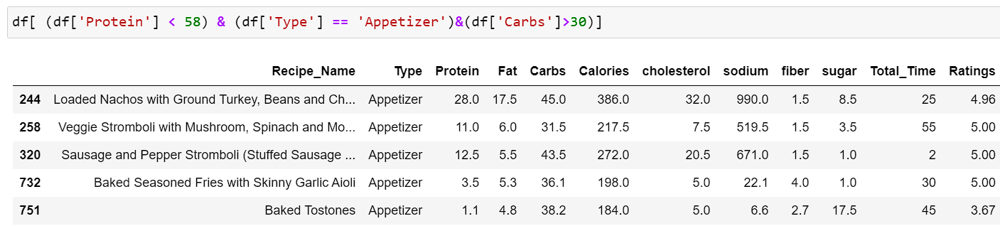 df[ (df['Protein'] < 58) & (df['Type'] == 'Appetizer')&(df['Carbs']>30)]
Recipe_Name Type Protein Fat Carbs Calories cholesterol sodium fiber sugar Total_Time Ratings
244 Loaded Nachos with Ground Turkey, Beans and Ch... Appetizer 28.0 17.5 45.0 386.0 32.0 990.0 1.5 8.5 25 4.96
258 Veggie Stromboli with Mushroom, Spinach and Mo... Appetizer 11.0 6.0 31.5 217.5 7.5 519.5 1.5 3.5 55 5.00
320 Sausage and Pepper Stromboli (Stuffed Sausage ... Appetizer 12.5 5.5 43.5 272.0 20.5 671.0 1.5 1.0 2 5.00
732 Baked Seasoned Fries with Skinny Garlic Aioli Appetizer 3.5 5.3 36.1 198.0 5.0 22.1 4.0 1.0 30 5.00
751 Baked Tostones Appetizer 1.1 4.8 38.2 184.0 5.0 6.6 2.7 17.5 45 3.67